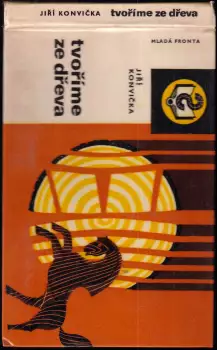 JIŘÍ KONVIČKA tvoříme ze dřeva
MLADÁ FRONTA
JIŘÍ
KONVIČKA
tvoříme
ze dřeva